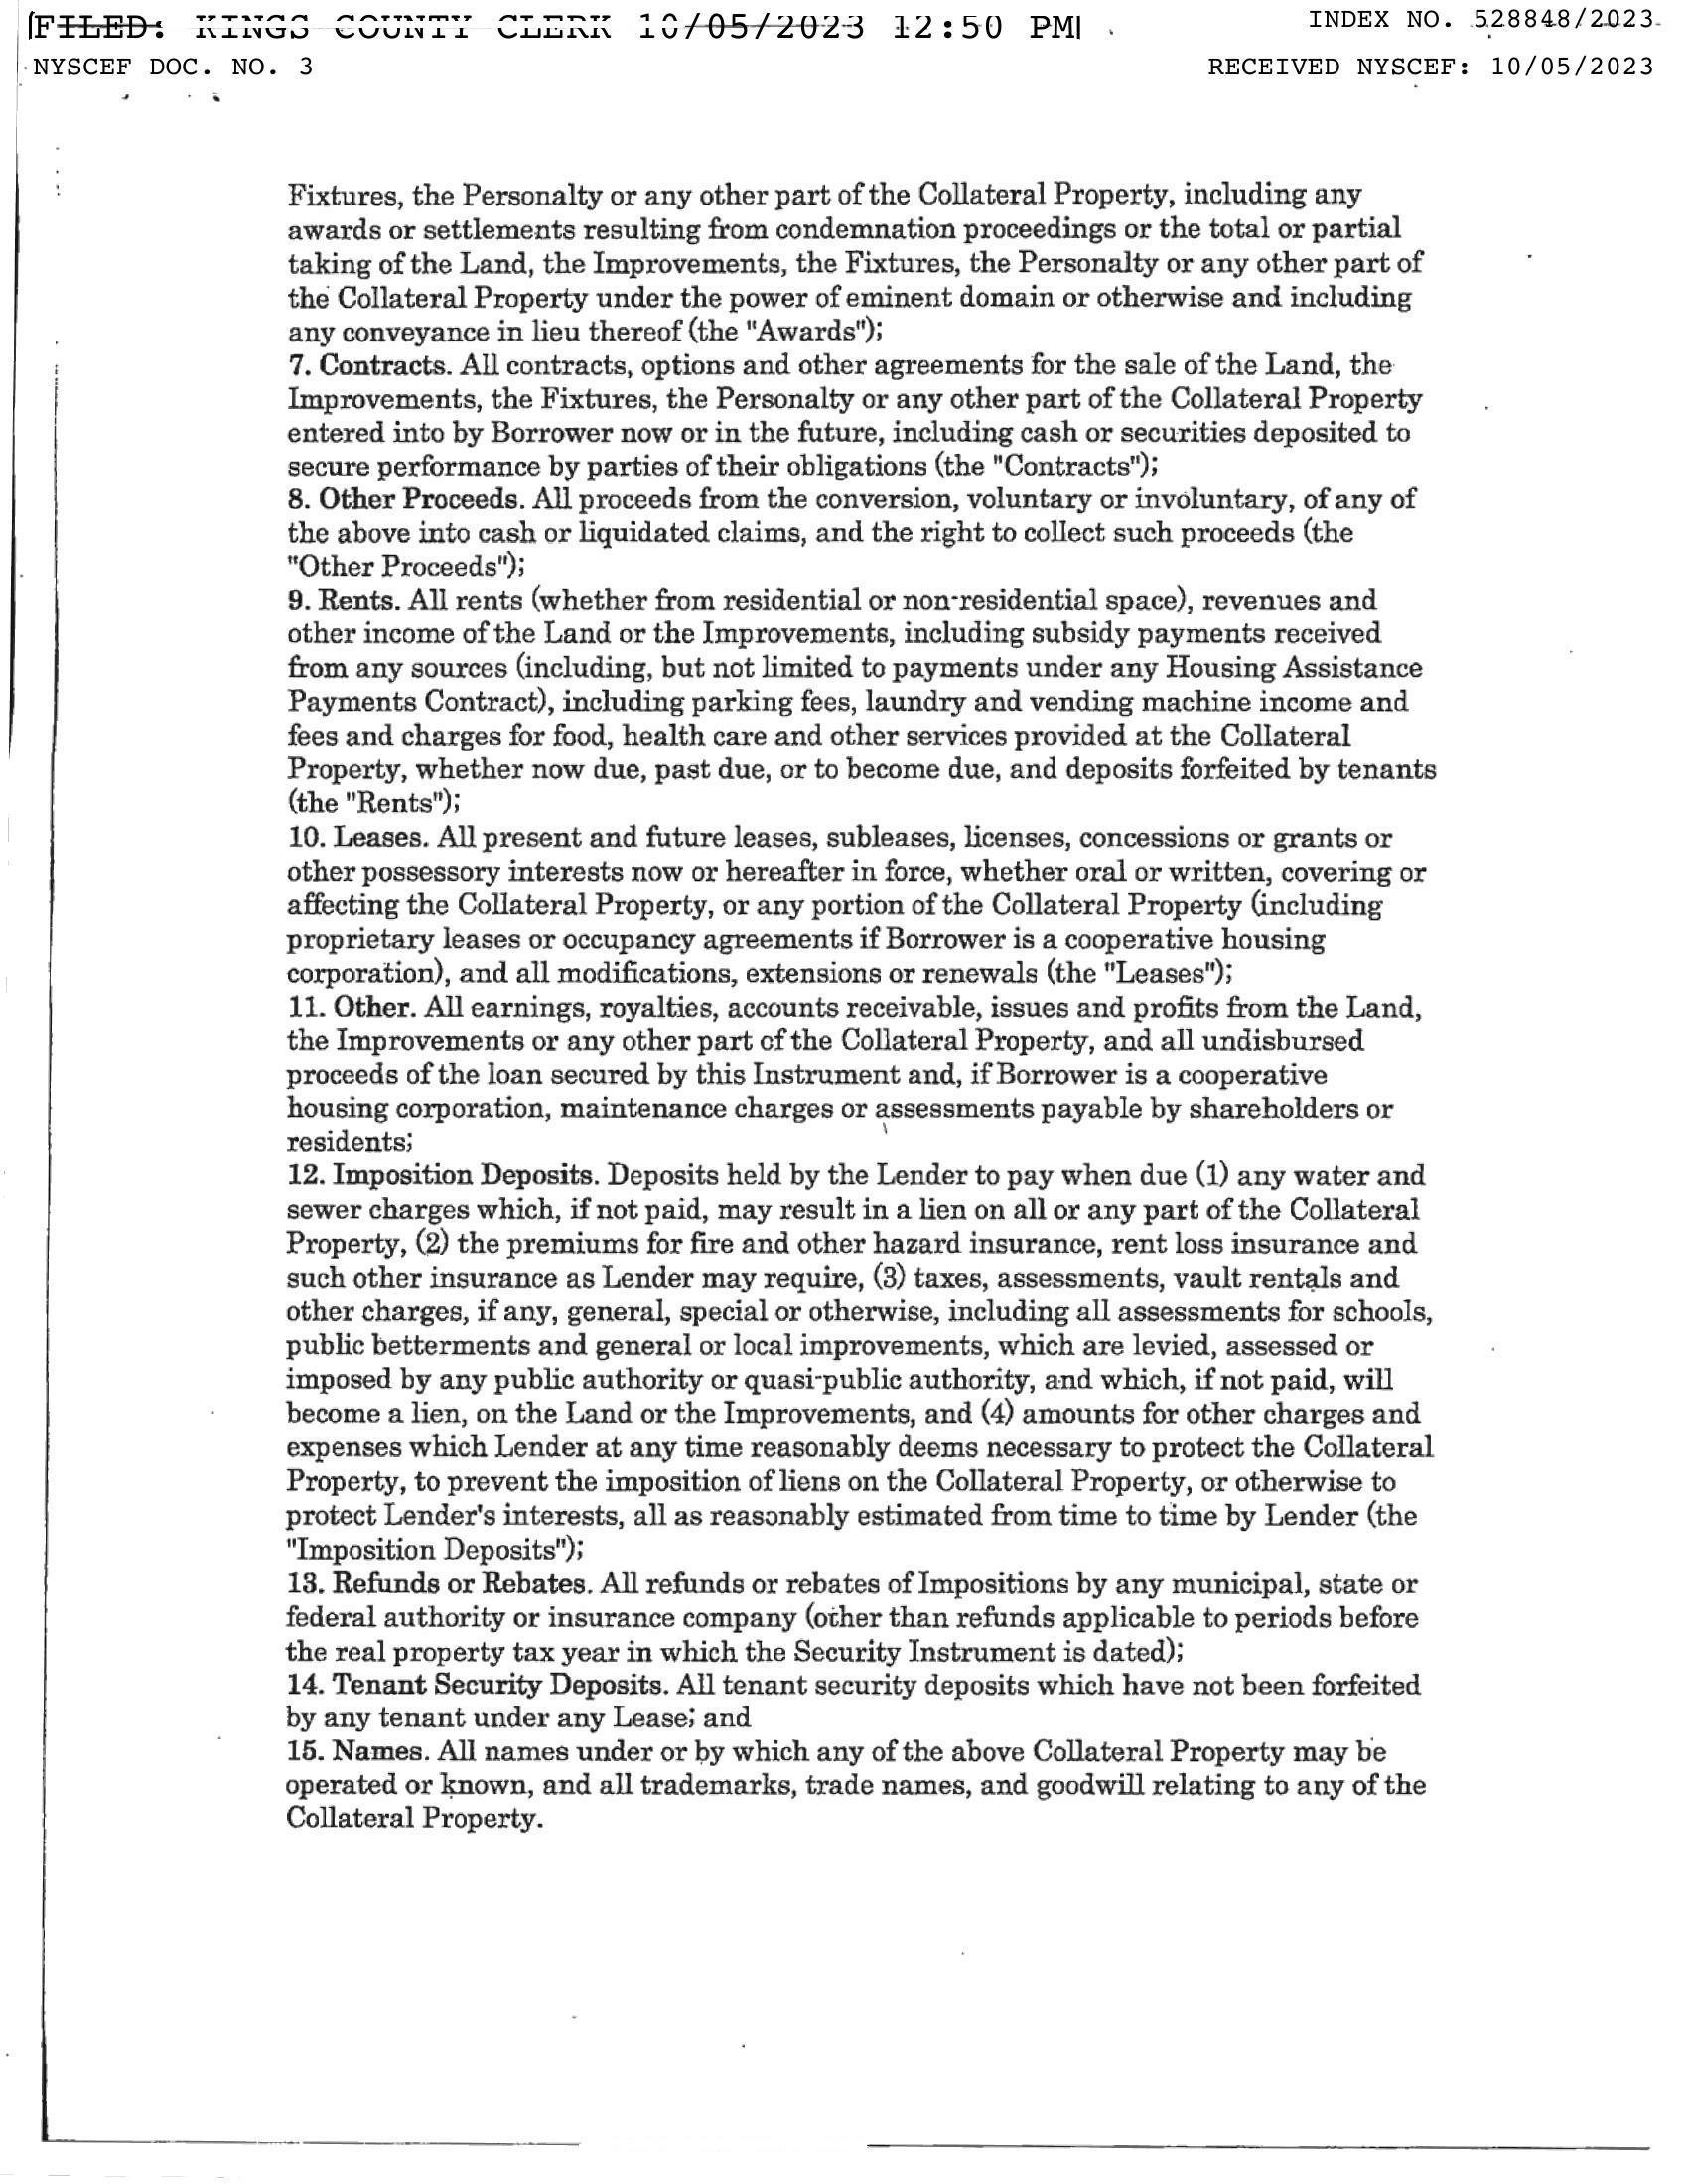 FILED: KINGS COUNTY CLERK 10/05/2023 12:50 PM
INDEX NO. 528848/2023
NYSCEF DOC. NO. 3
RECEIVED NYSCEF: 10/05/2023
Fixtures, the Personalty or any other part of the Collateral Property, including any
awards or settlements resulting from condemnation proceedings or the total or partial
taking of the Land, the Improvements, the Fixtures, the Personalty or any other part of
the Collateral Property under the power of eminent domain or otherwise and including
any conveyance in lieu thereof (the "Awards");
7. Contracts. All contracts, options and other agreements for the sale of the Land, the
Improvements, the Fixtures, the Personalty or any other part of the Collateral Property
entered into by Borrower now or in the future, including cash or securities deposited to
secure performance by parties of their obligations (the "Contracts");
8. Other Proceeds. All proceeds from the conversion, voluntary or involuntary, of any of
the above into cash or liquidated claims, and the right to collect such proceeds (the
"Other Proceeds");
9. Rents. All rents (whether from residential or non-residential space), revenues and
other income of the Land or the Improvements, including subsidy payments received
from any sources (including, but not limited to payments under any Housing Assistance
Payments Contract), including parking fees, laundry and vending machine income and
fees and charges for food, health care and other services provided at the Collateral
Property, whether now due, past due, or to become due, and deposits forfeited by tenants
(the "Rents");
10. Leases. All present and future leases, subleases, licenses, concessions or grants or
other possessory interests now or hereafter in force, whether oral or written, covering or
affecting the Collateral Property, or any portion of the Collateral Property (including
proprietary leases or occupancy agreements if Borrower is a cooperative housing
corporation), and all modifications, extensions or renewals (the "Leases");
11. Other. All earnings, royalties, accounts receivable, issues and profits from the Land,
the Improvements or any other part of the Collateral Property, and all undisbursed
proceeds of the loan secured by this Instrument and, if Borrower is a cooperative
housing corporation, maintenance charges or assessments payable by shareholders or
residents;
12. Imposition Deposits. Deposits held by the Lender to pay when due (1) any water and
sewer charges which, if not paid, may result in a lien on all or any part of the Collateral
Property, (2) the premiums for fire and other hazard insurance, rent loss insurance and
such other insurance as Lender may require, (3) taxes, assessments, vault rentals and
other charges, if any, general, special or otherwise, including all assessments for schools,
public betterments and general or local improvements, which are levied, assessed or
imposed by any public authority or quasi-public authority, and which, if not paid, will
become a lien, on the Land or the Improvements, and (4) amounts for other charges and
expenses which Lender at any time reasonably deems necessary to protect the Collateral
Property, to prevent the imposition of liens on the Collateral Property, or otherwise to
protect Lender's interests, all as reasonably estimated from time to time by Lender (the
"Imposition Deposits");
13. Refunds or Rebates. All refunds or rebates of Impositions by any municipal, state or
federal authority or insurance company (other than refunds applicable to periods before
the real property tax year in which the Security Instrument is dated);
14. Tenant Security Deposits. All tenant security deposits which have not been forfeited
by any tenant under any Lease; and
15. Names. All names under or by which any of the above Collateral Property may be
operated or known, and all trademarks, trade names, and goodwill relating to any of the
Collateral Property.